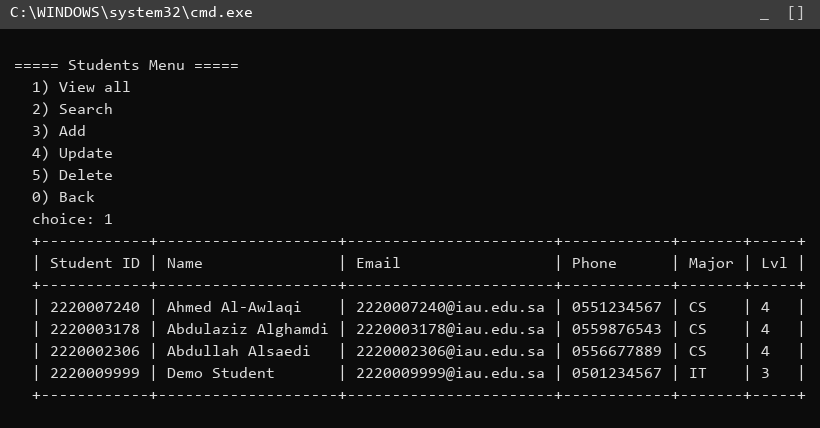 C:\WINDOWS\system32\cmd.exe _ []
===== Students Menu =====
1) View all
2) Search
3) Add
4) Update
5) Delete
0) Back
choice: 1
+------------+--------------------+-----------------------+------------+-------+-----+
| Student ID | Name               | Email                 | Phone      | Major | Lvl |
+------------+--------------------+-----------------------+------------+-------+-----+
| 2220007240 | Ahmed Al-Awlaqi    | 2220007240@iau.edu.sa | 0551234567 | CS    | 4   |
| 2220003178 | Abdulaziz Alghamdi | 2220003178@iau.edu.sa | 0559876543 | CS    | 4   |
| 2220002306 | Abdullah Alsaedi   | 2220002306@iau.edu.sa | 0556677889 | CS    | 4   |
| 2220009999 | Demo Student       | 2220009999@iau.edu.sa | 0501234567 | IT    | 3   |
+------------+--------------------+-----------------------+------------+-------+-----+